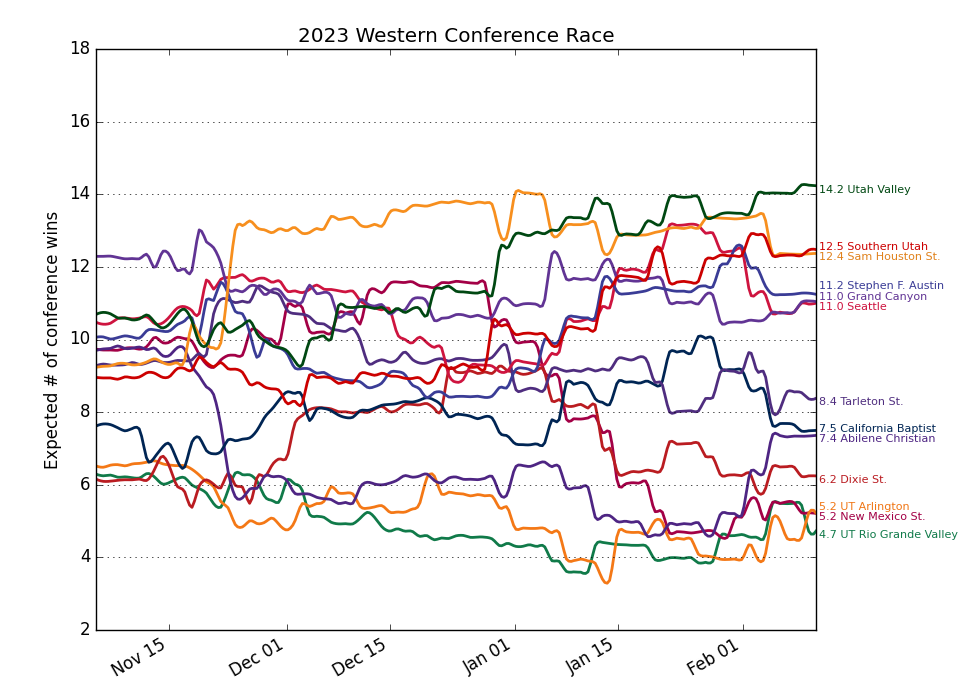 2023 Western Conference Race
Expected # of conference wins
18
16
14
12
10
8
6
4
2
Nov 15
Dec 01
Dec 15
Jan 01
Jan 15
Feb 01
14.2 Utah Valley
12.5 Southern Utah
12.4 Sam Houston St.
11.2 Stephen F. Austin
11.0 Grand Canyon
11.0 Seattle
8.4 Tarleton St.
7.5 California Baptist
7.4 Abilene Christian
6.2 Dixie St.
5.2 UT Arlington
5.2 New Mexico St.
4.7 UT Rio Grande Valley